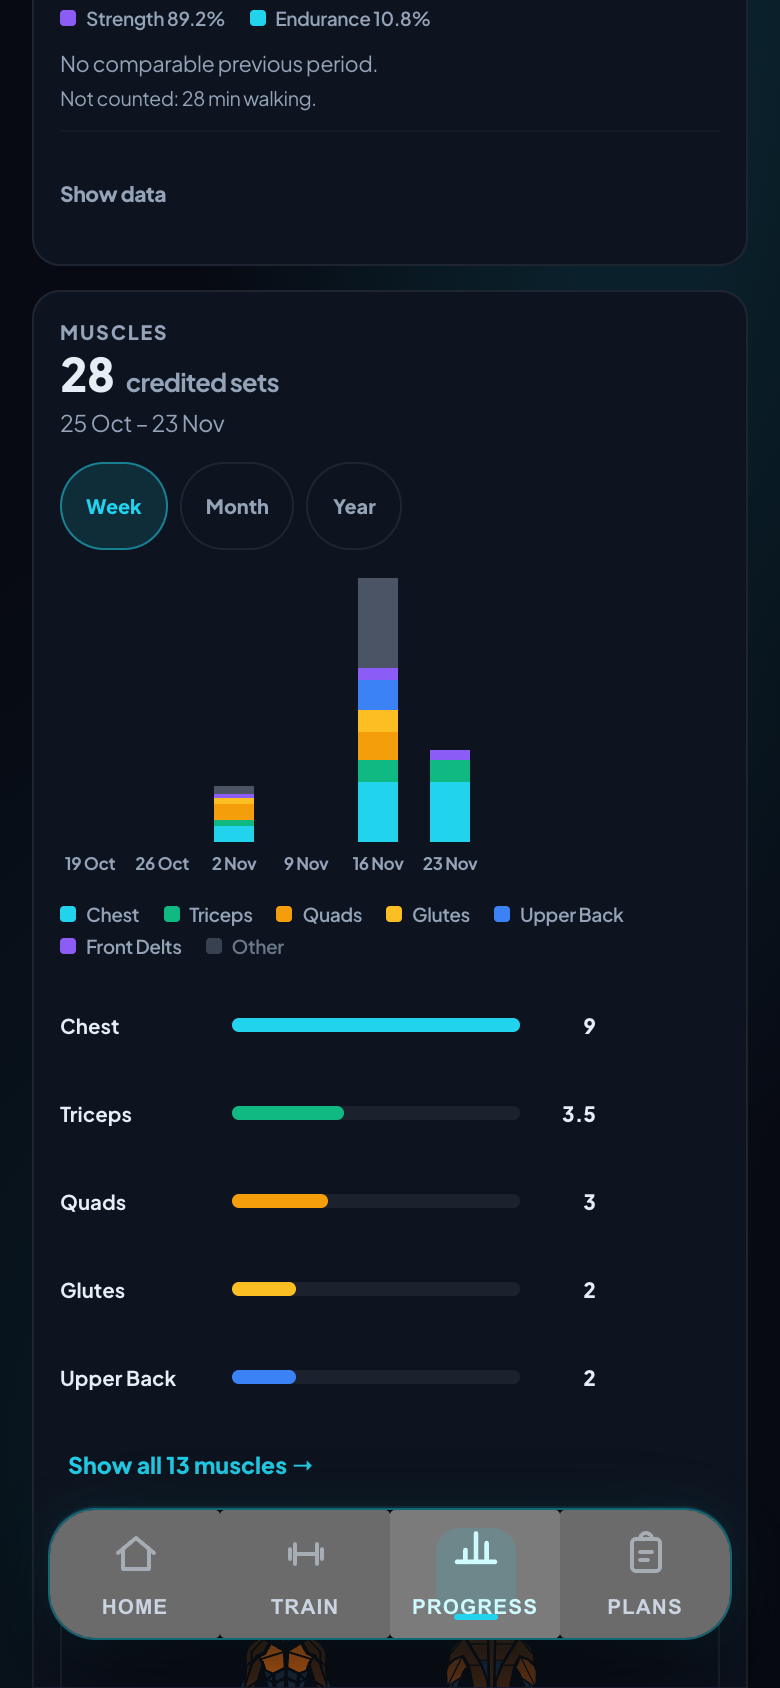 Strength 89.2% Endurance 10.8%
No comparable previous period.
Not counted: 28 min walking.
Show data
MUSCLES
28 credited sets
25 Oct – 23 Nov
Week Month Year
19 Oct 26 Oct 2 Nov 9 Nov 16 Nov 23 Nov
Chest Triceps Quads Glutes Upper Back
Front Delts Other
Chest 9
Triceps 3.5
Quads 3
Glutes 2
Upper Back 2
Show all 13 muscles →
HOME TRAIN PROGRESS PLANS